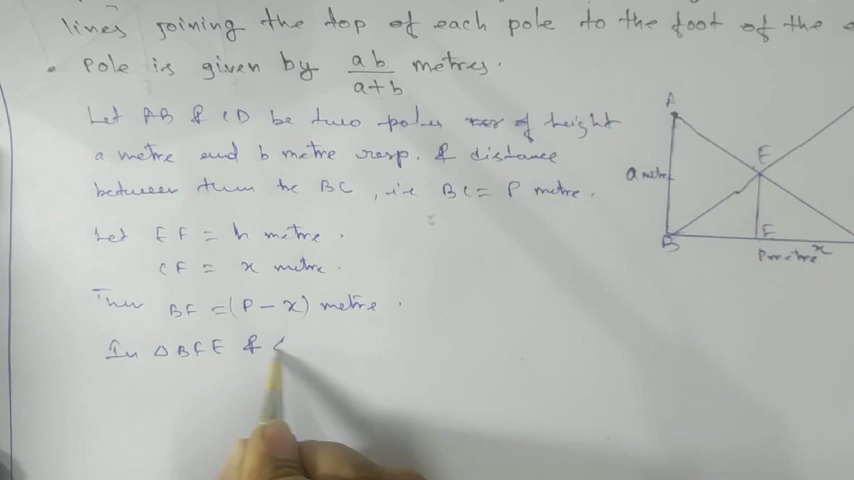 lines joining the top of each pole to the foot of the
• Pole is given by ab/a+b metres.
Let AB & CD be two poles of height
a metre and b metre resp. & distance
between them be BC, ie BC = P metre.
Let EF = h metre.
CF = x metre.
Then BF = (P - x) metre.
In △ BFE &
A
E
a metre
B
F
P metre
x